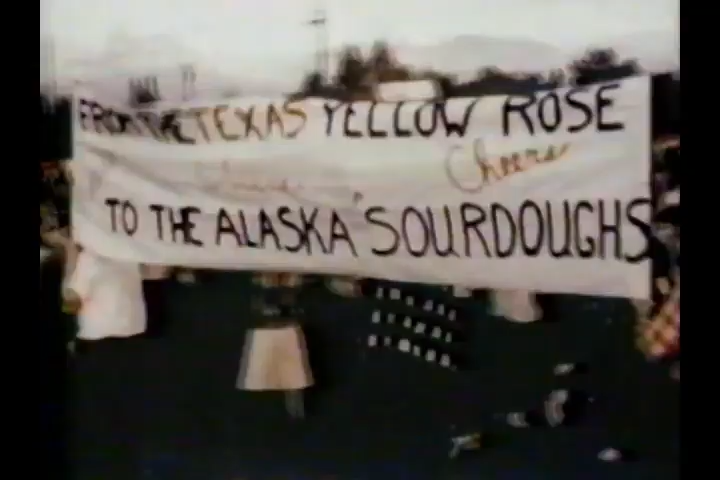 FROM THE TEXAS YELLOW ROSE
Cheers
TO THE ALASKA SOURDOUGHS